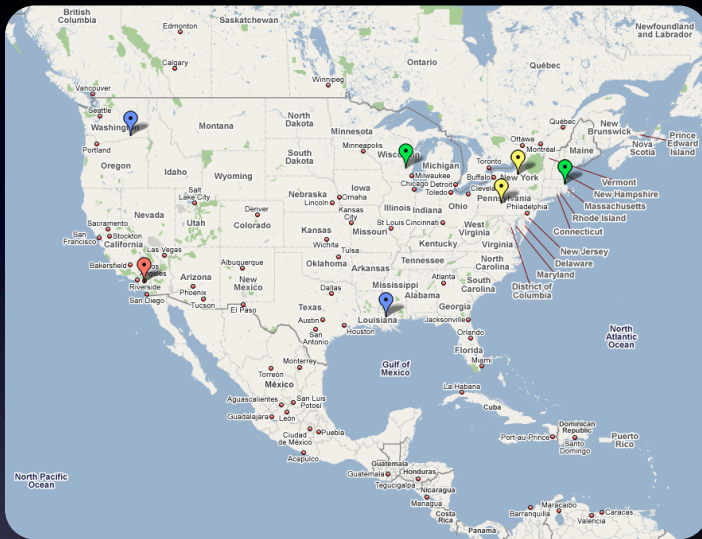 British
Columbia
Edmonton
Saskatchewan
Newfoundland
and Labrador
Calgary
Ontario
Québec
Winnipeg
Vancouver
Seattle
Washington
Portland
Montana
North
Dakota
Minnesota
Minneapolis
Québec
New
Brunswick
Prince
Edward
Island
Nova
Scotia
Ottawa
Montréal
Maine
Oregon
Idaho
Wyoming
South
Dakota
Michigan
Milwaukee
Toronto
Buffalo
New York
Vermont
New Hampshire
Massachusetts
Rhode Island
Connecticut
Salt
Lake City
Nebraska
Lincoln
Omaha
Iowa
Chicago
Detroit
Toledo
Pennsylvania
Philadelphia
Sacramento
Stockton
San
Francisco
California
Nevada
Utah
Denver
Colorado
Kansas
City
Illinois
Indiana
Ohio
Kansas
Missouri
St Louis
Cincinnati
West
Virginia
Virginia
New Jersey
Delaware
Maryland
District of
Columbia
Las Vegas
Bakersfield
Wichita
Tulsa
Kentucky
Riverside
San Diego
Arizona
Phoenix
Tucson
Albuquerque
New
Mexico
Oklahoma
Arkansas
Tennessee
North
Carolina
South
Carolina
Atlanta
Mississippi
Alabama
Georgia
El Paso
Dallas
Texas
Austin
San
Antonio
Houston
Louisiana
Jacksonville
Orlando
Florida
Miami
North
Atlantic
Ocean
Gulf of
Mexico
Monterrey
Torreón
México
La Habana
Cuba
Aguascalientes
San Luis
Potosí
Guadalajara
León
Ciudad
de México
Puebla
Acapulco
Port-au-Prince
Dominican
Republic
Santo
Domingo
Puerto
Rico
North Pacific
Ocean
Guatemala
Guatemala
Honduras
Tegucigalpa
Nicaragua
Managua
Costa
Rica
Panamá
Barranquilla
Maracaibo
Caracas
Valencia